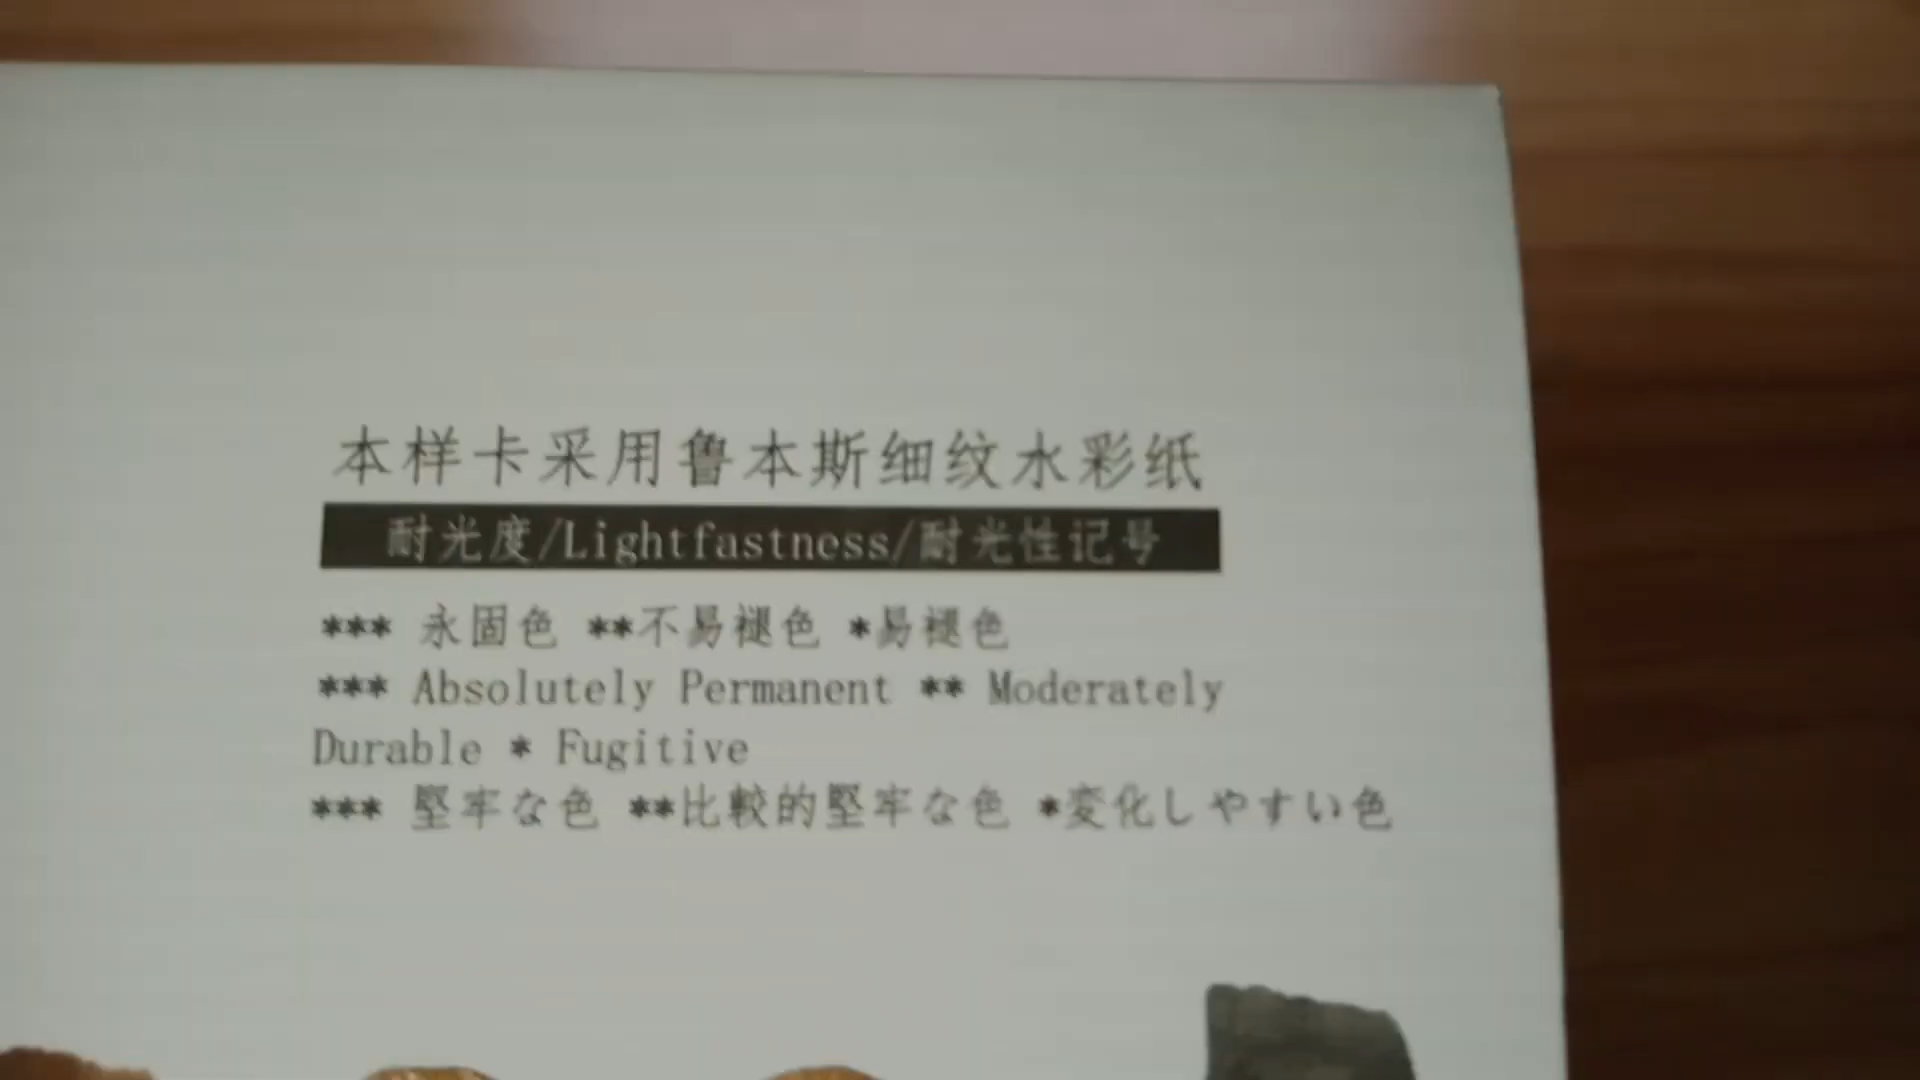 本样卡采用鲁本斯细纹水彩纸
耐光度/Lightfastness/耐光性记号
*** 永固色 **不易褪色 *易褪色
*** Absolutely Permanent ** Moderately
Durable * Fugitive
*** 堅牢な色 **比較的堅牢な色 *変化しやすい色